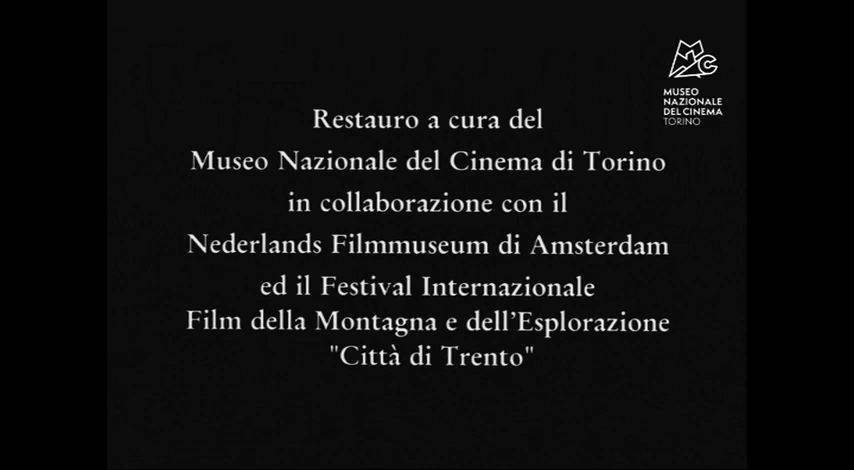 MUSEO
NAZIONALE
DEL CINEMA
TORINO
Restauro a cura del
Museo Nazionale del Cinema di Torino
in collaborazione con il
Nederlands Filmmuseum di Amsterdam
ed il Festival Internazionale
Film della Montagna e dell’Esplorazione
"Città di Trento"